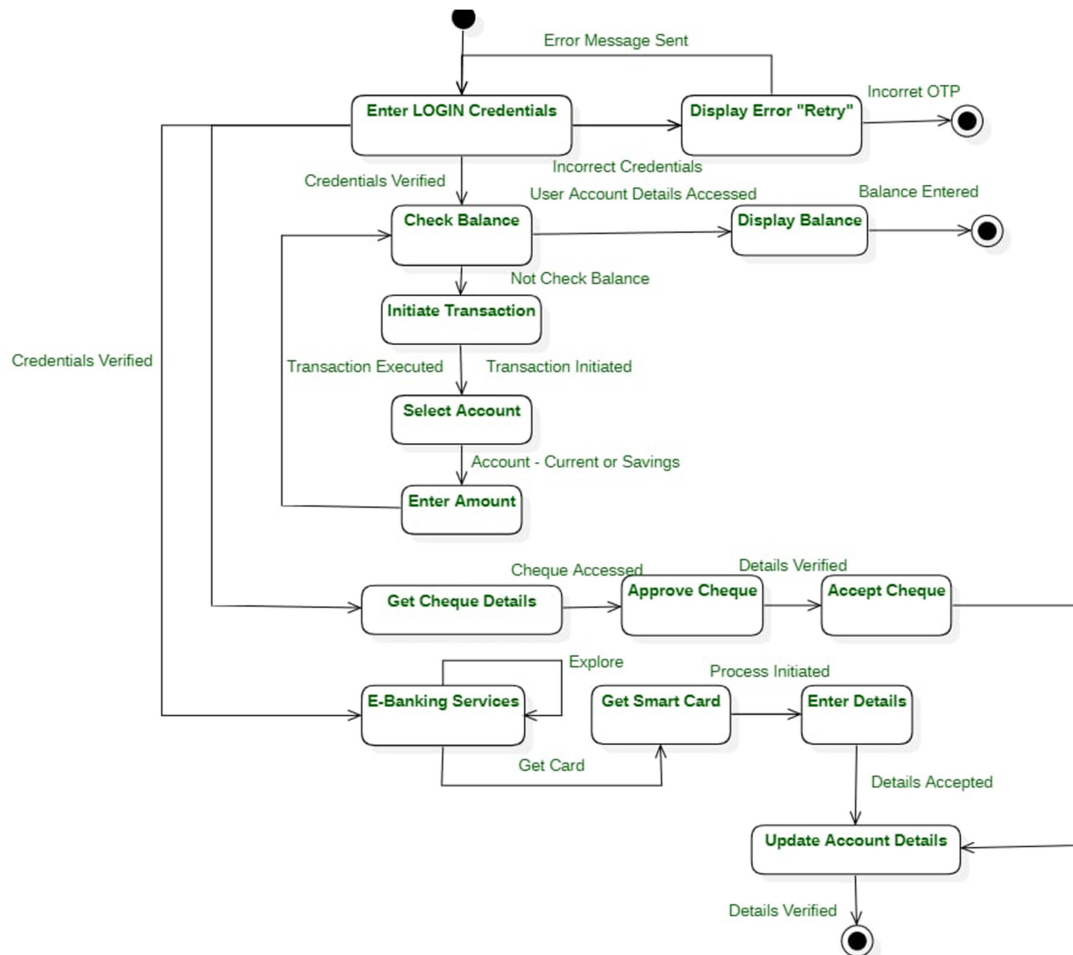 Error Message Sent
Incorret OTP
Enter LOGIN Credentials
Display Error "Retry"
Incorrect Credentials
Credentials Verified
User Account Details Accessed
Balance Entered
Check Balance
Display Balance
Not Check Balance
Initiate Transaction
Credentials Verified
Transaction Executed
Transaction Initiated
Select Account
Account - Current or Savings
Enter Amount
Cheque Accessed
Details Verified
Get Cheque Details
Approve Cheque
Accept Cheque
Explore
Process Initiated
E-Banking Services
Get Smart Card
Enter Details
Get Card
Details Accepted
Update Account Details
Details Verified